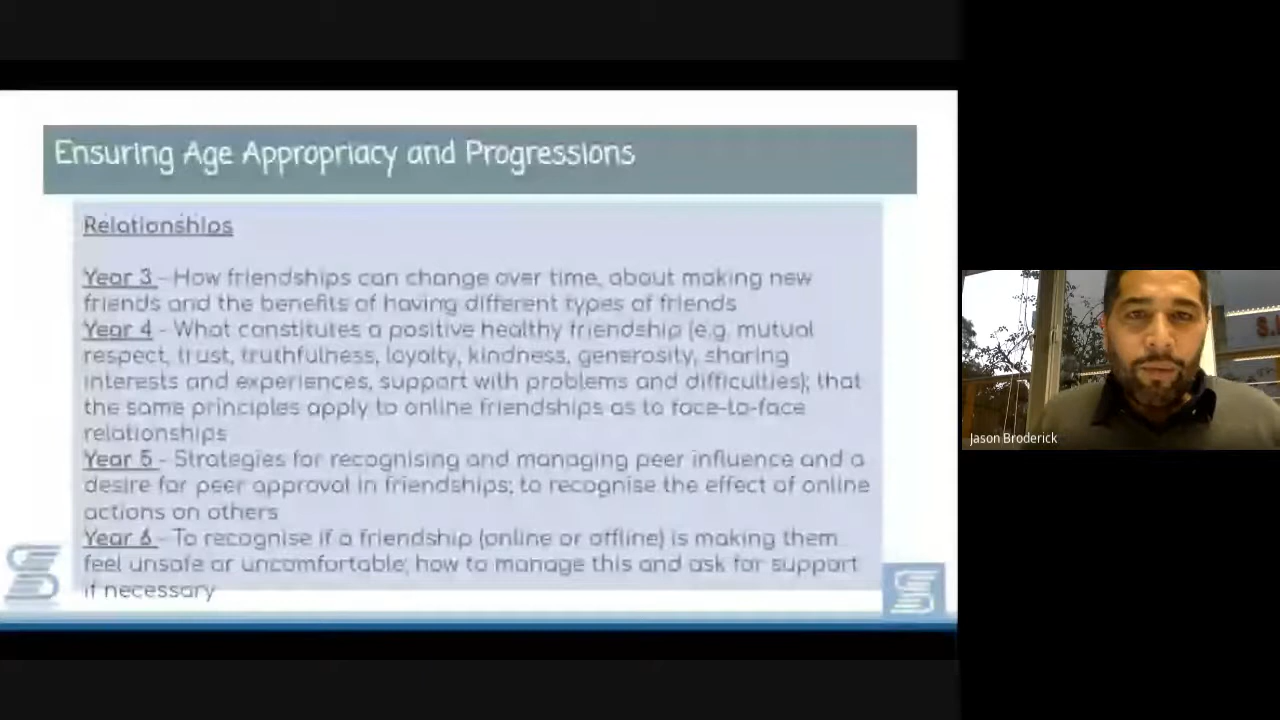 Ensuring Age Appropriacy and Progressions
Relationships
Year 3 - How friendships can change over time, about making new
friends and the benefits of having different types of friends
Year 4 - What constitutes a positive healthy friendship (e.g. mutual
respect, trust, truthfulness, loyalty, kindness, generosity, sharing
interests and experiences, support with problems and difficulties); that
the same principles apply to online friendships as to face-to-face
relationships
Year 5 - Strategies for recognising and managing peer influence and a
desire for peer approval in friendships; to recognise the effect of online
actions on others
Year 6 - To recognise if a friendship (online or offline) is making them
feel unsafe or uncomfortable; how to manage this and ask for support
if necessary
Jason Broderick